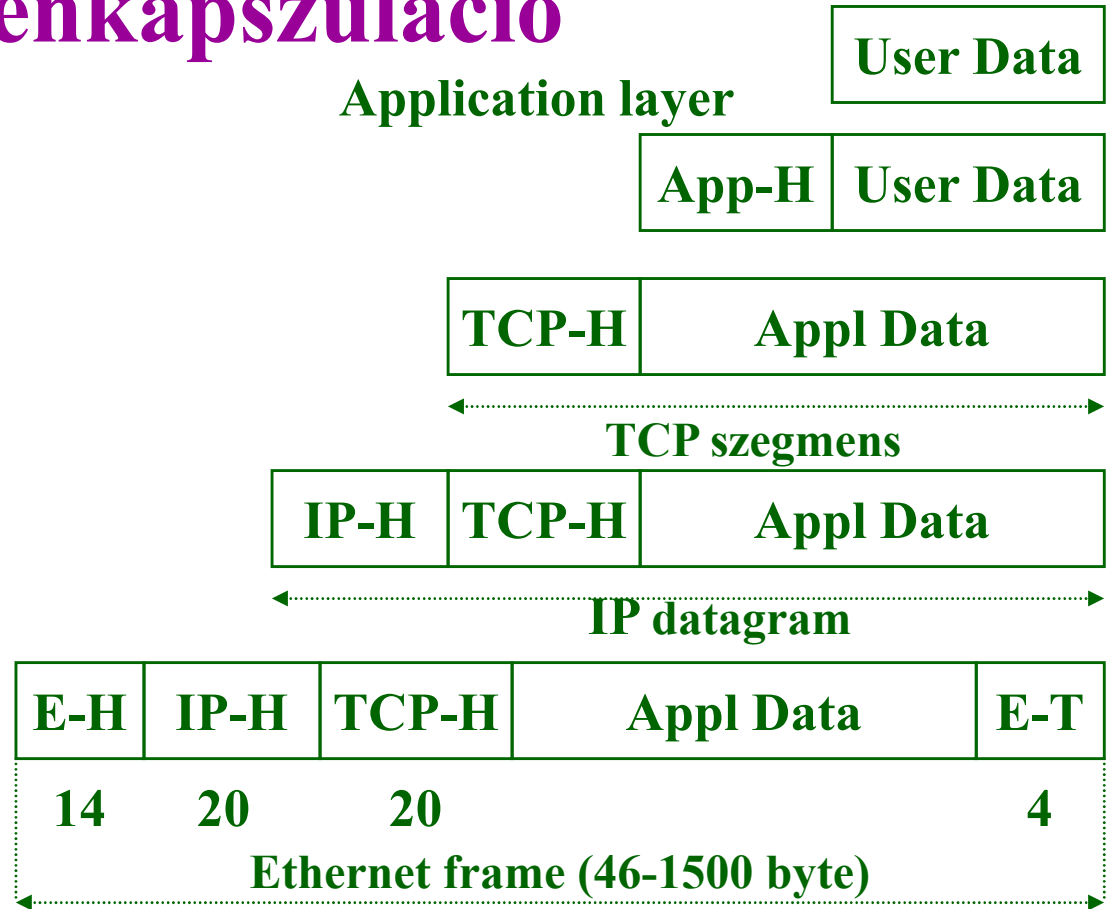 enkapszuláció
User Data
Application layer
App-H User Data
TCP-H Appl Data
TCP szegmens
IP-H TCP-H Appl Data
IP datagram
E-H IP-H TCP-H Appl Data E-T
14 20 20 4
Ethernet frame (46-1500 byte)